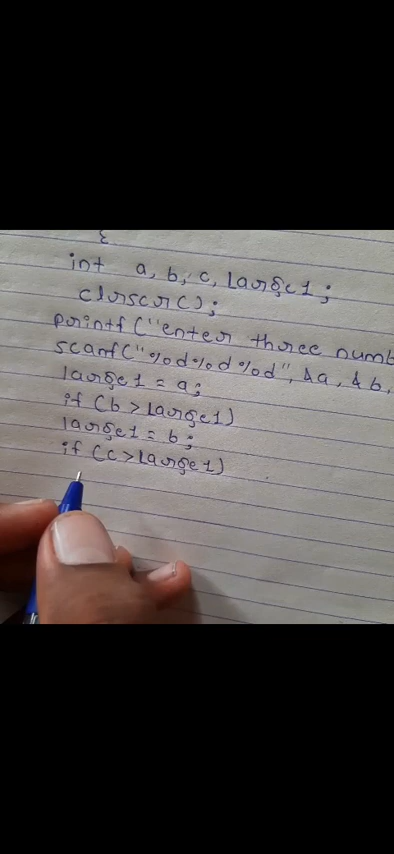 {
int a, b, c, large1;
clrscr();
printf("enter three numb
scanf("%d%d%d", &a, &b,
large1 = a;
if (b > large1)
large1 = b;
if (c > large1)